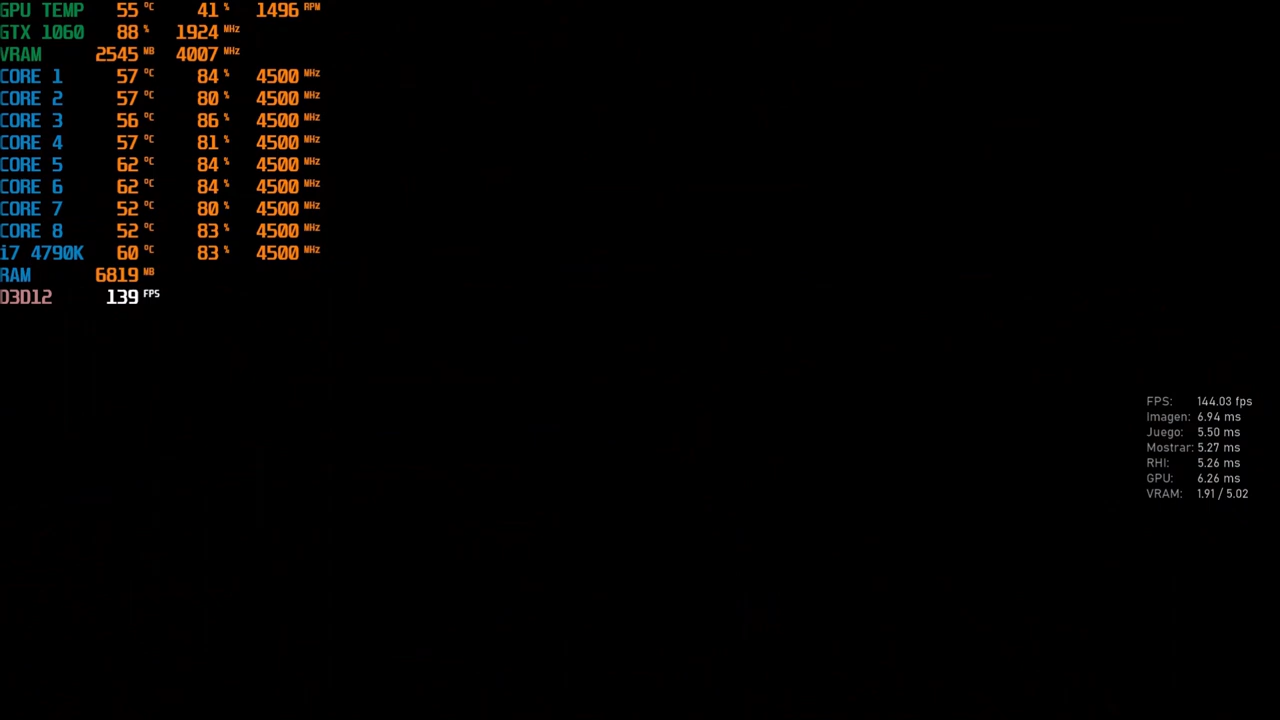 GPU TEMP 55 °C 41 % 1496 RPM
GTX 1060 88 % 1924 MHz
VRAM 2545 MB 4007 MHz
CORE 1 57 °C 84 % 4500 MHz
CORE 2 57 °C 80 % 4500 MHz
CORE 3 56 °C 86 % 4500 MHz
CORE 4 57 °C 81 % 4500 MHz
CORE 5 62 °C 84 % 4500 MHz
CORE 6 62 °C 84 % 4500 MHz
CORE 7 52 °C 80 % 4500 MHz
CORE 8 52 °C 83 % 4500 MHz
i7 4790K 60 °C 83 % 4500 MHz
RAM 6819 MB
D3D12 139 FPS
FPS: 144.03 fps
Imagen: 6.94 ms
Juego: 5.50 ms
Mostrar: 5.27 ms
RHI: 5.26 ms
GPU: 6.26 ms
VRAM: 1.91 / 5.02